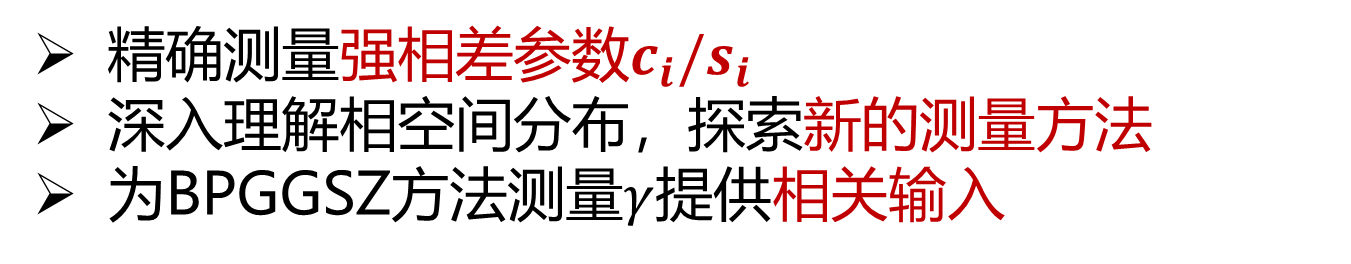 ➢ 精确测量强相差参数c_i/s_i
➢ 深入理解相空间分布，探索新的测量方法
➢ 为BPGGSZ方法测量γ提供相关输入